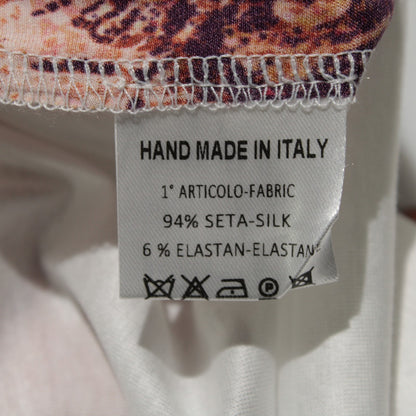 HAND MADE IN ITALY
1° ARTICOLO-FABRIC
94% SETA-SILK
6 % ELASTAN-ELASTAN
P